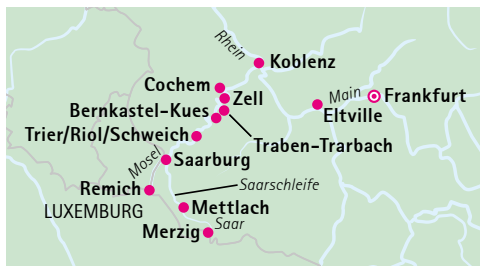 Rhein
Koblenz
Cochem
Zell
Main
Frankfurt
Bernkastel-Kues
Eltville
Trier/Riol/Schweich
Traben-Trarbach
Mosel
Saarburg
Remich
Saarschleife
LUXEMBURG
Mettlach
Merzig
Saar